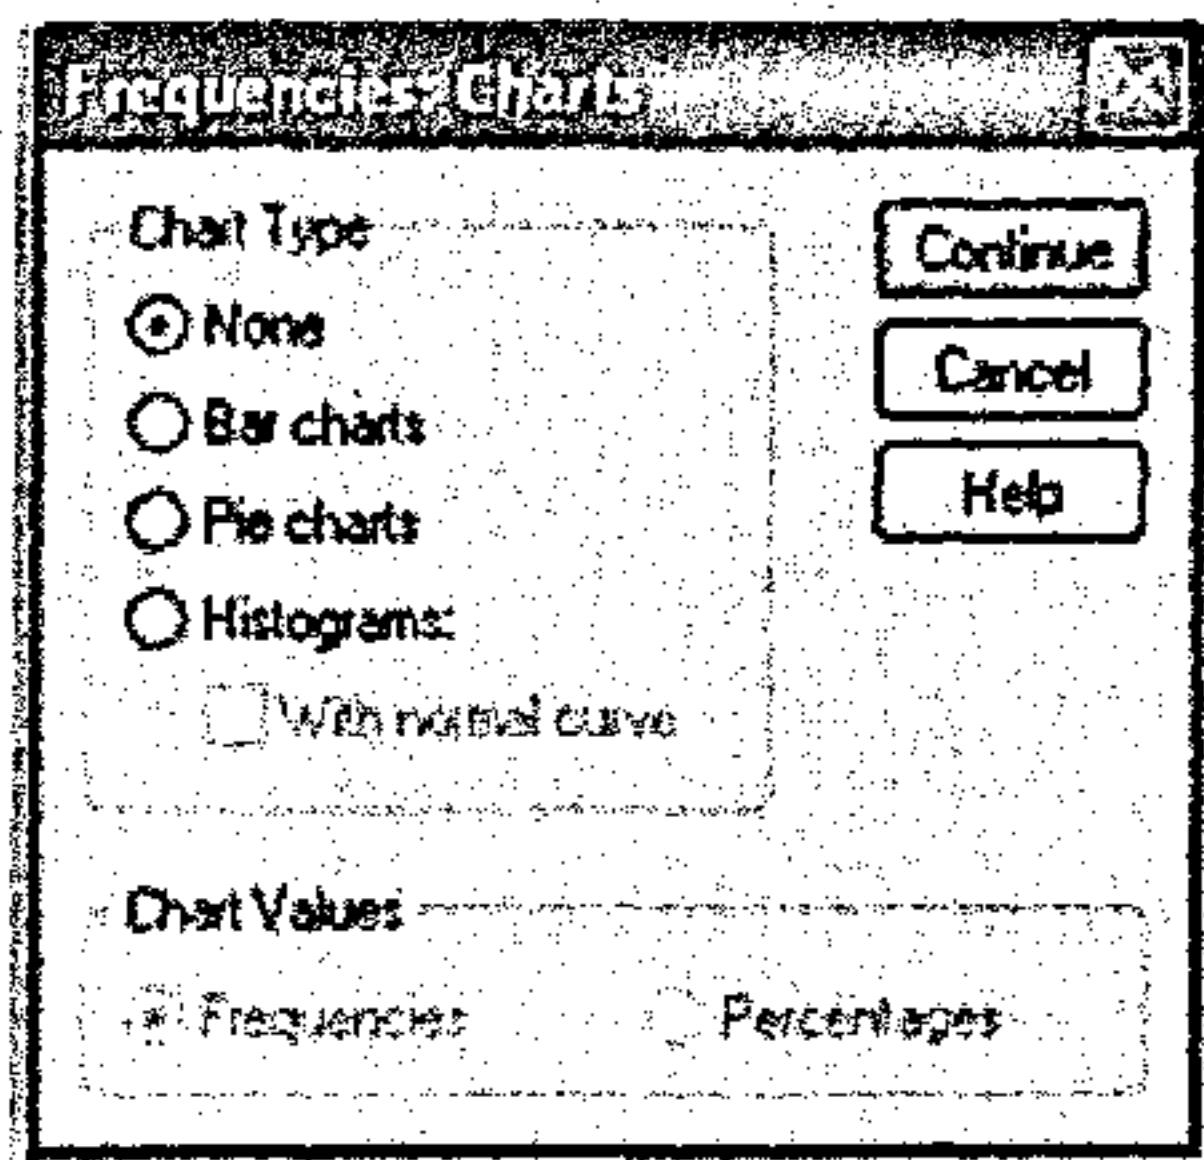 Frequencies: Charts
Chart Type
None
Bar charts
Pie charts
Histograms:
With normal curve
Continue
Cancel
Help
Chart Values
Frequencies
Percentages